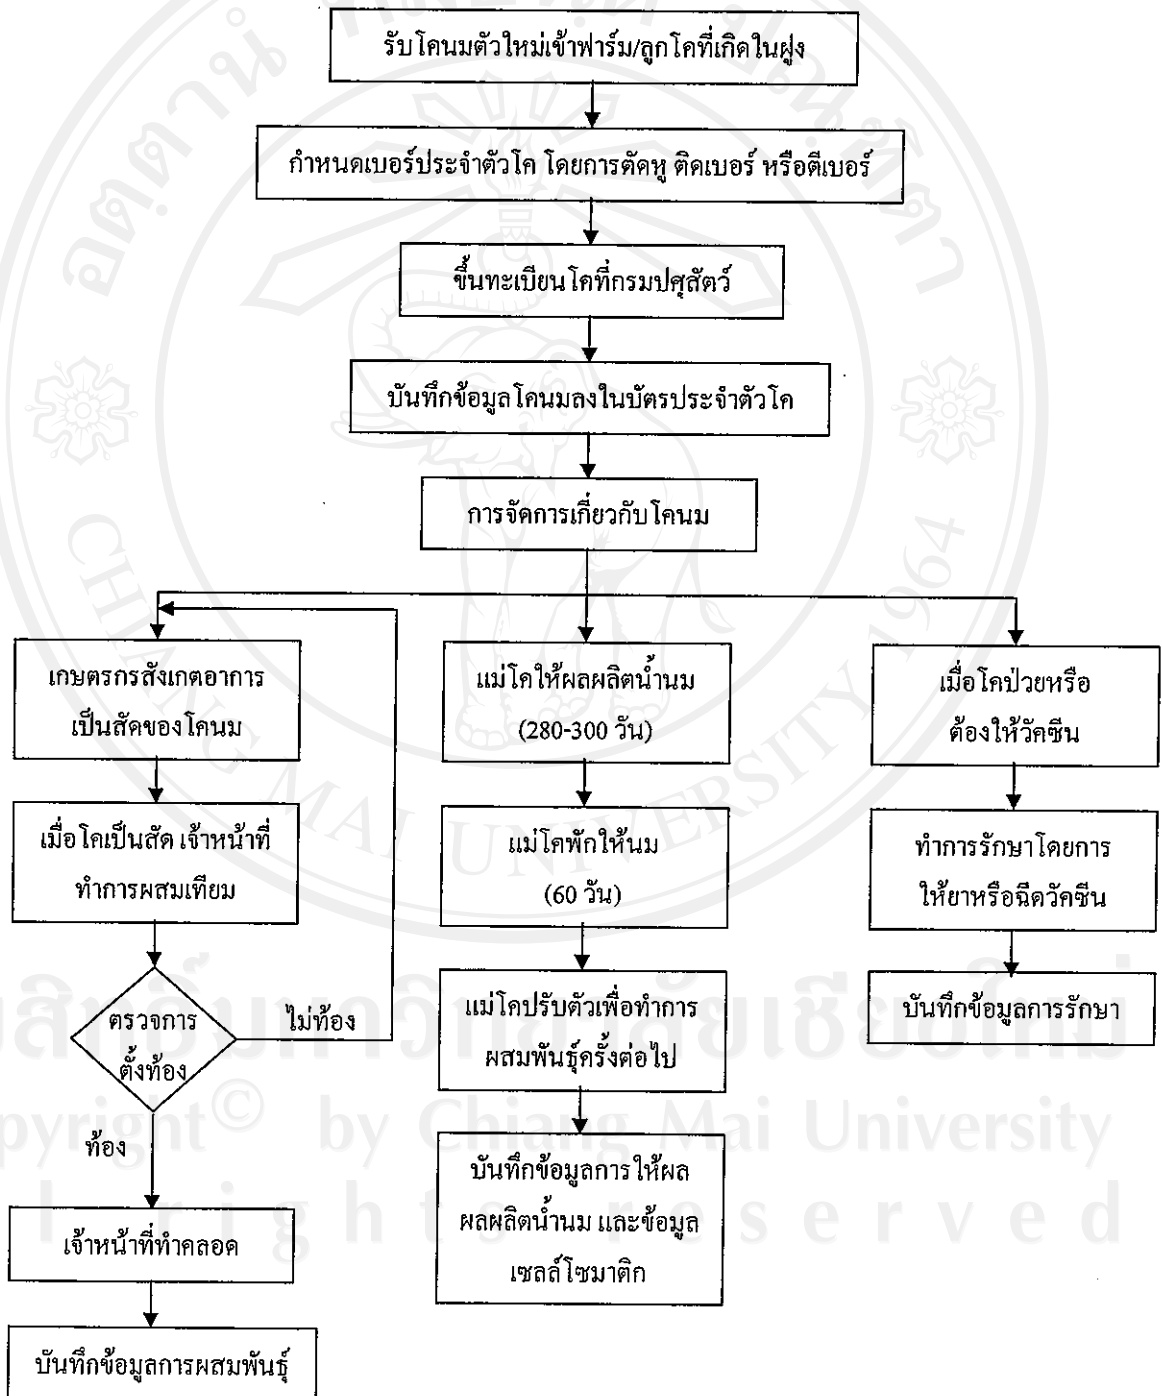 รับโคนมตัวใหม่เข้าฟาร์ม/ลูกโคที่เกิดในฝูง
กำหนดเบอร์ประจำตัวโค โดยการตัดหู ติดเบอร์ หรือตีเบอร์
ขึ้นทะเบียนโคที่กรมปศุสัตว์
บันทึกข้อมูลโคนมลงในบัตรประจำตัวโค
การจัดการเกี่ยวกับโคนม
เกษตรกรสังเกตอาการ
เป็นสัดของโคนม
เมื่อโคเป็นสัด เจ้าหน้าที่
ทำการผสมเทียม
ตรวจการ
ตั้งท้อง
ไม่ท้อง
ท้อง
เจ้าหน้าที่ทำคลอด
บันทึกข้อมูลการผสมพันธุ์
แม่โคให้ผลผลิตน้ำนม
(280-300 วัน)
แม่โคพักให้นม
(60 วัน)
แม่โคปรับตัวเพื่อทำการ
ผสมพันธุ์ครั้งต่อไป
บันทึกข้อมูลการให้ผล
ผลผลิตน้ำนม และข้อมูล
เซลล์โซมาติก
เมื่อโคป่วยหรือ
ต้องให้วัคซีน
ทำการรักษาโดยการ
ให้ยาหรือฉีดวัคซีน
บันทึกข้อมูลการรักษา
CHIANG MAI UNIVERSITY 1964
pyright© by Chiang Mai University
l rights reserved